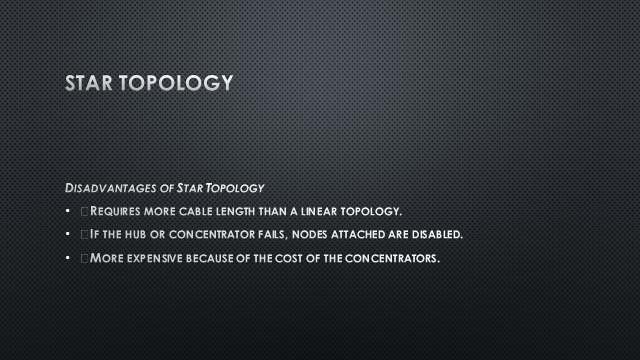 STAR TOPOLOGY
DISADVANTAGES OF STAR TOPOLOGY
• □REQUIRES MORE CABLE LENGTH THAN A LINEAR TOPOLOGY.
• □IF THE HUB OR CONCENTRATOR FAILS, NODES ATTACHED ARE DISABLED.
• □MORE EXPENSIVE BECAUSE OF THE COST OF THE CONCENTRATORS.